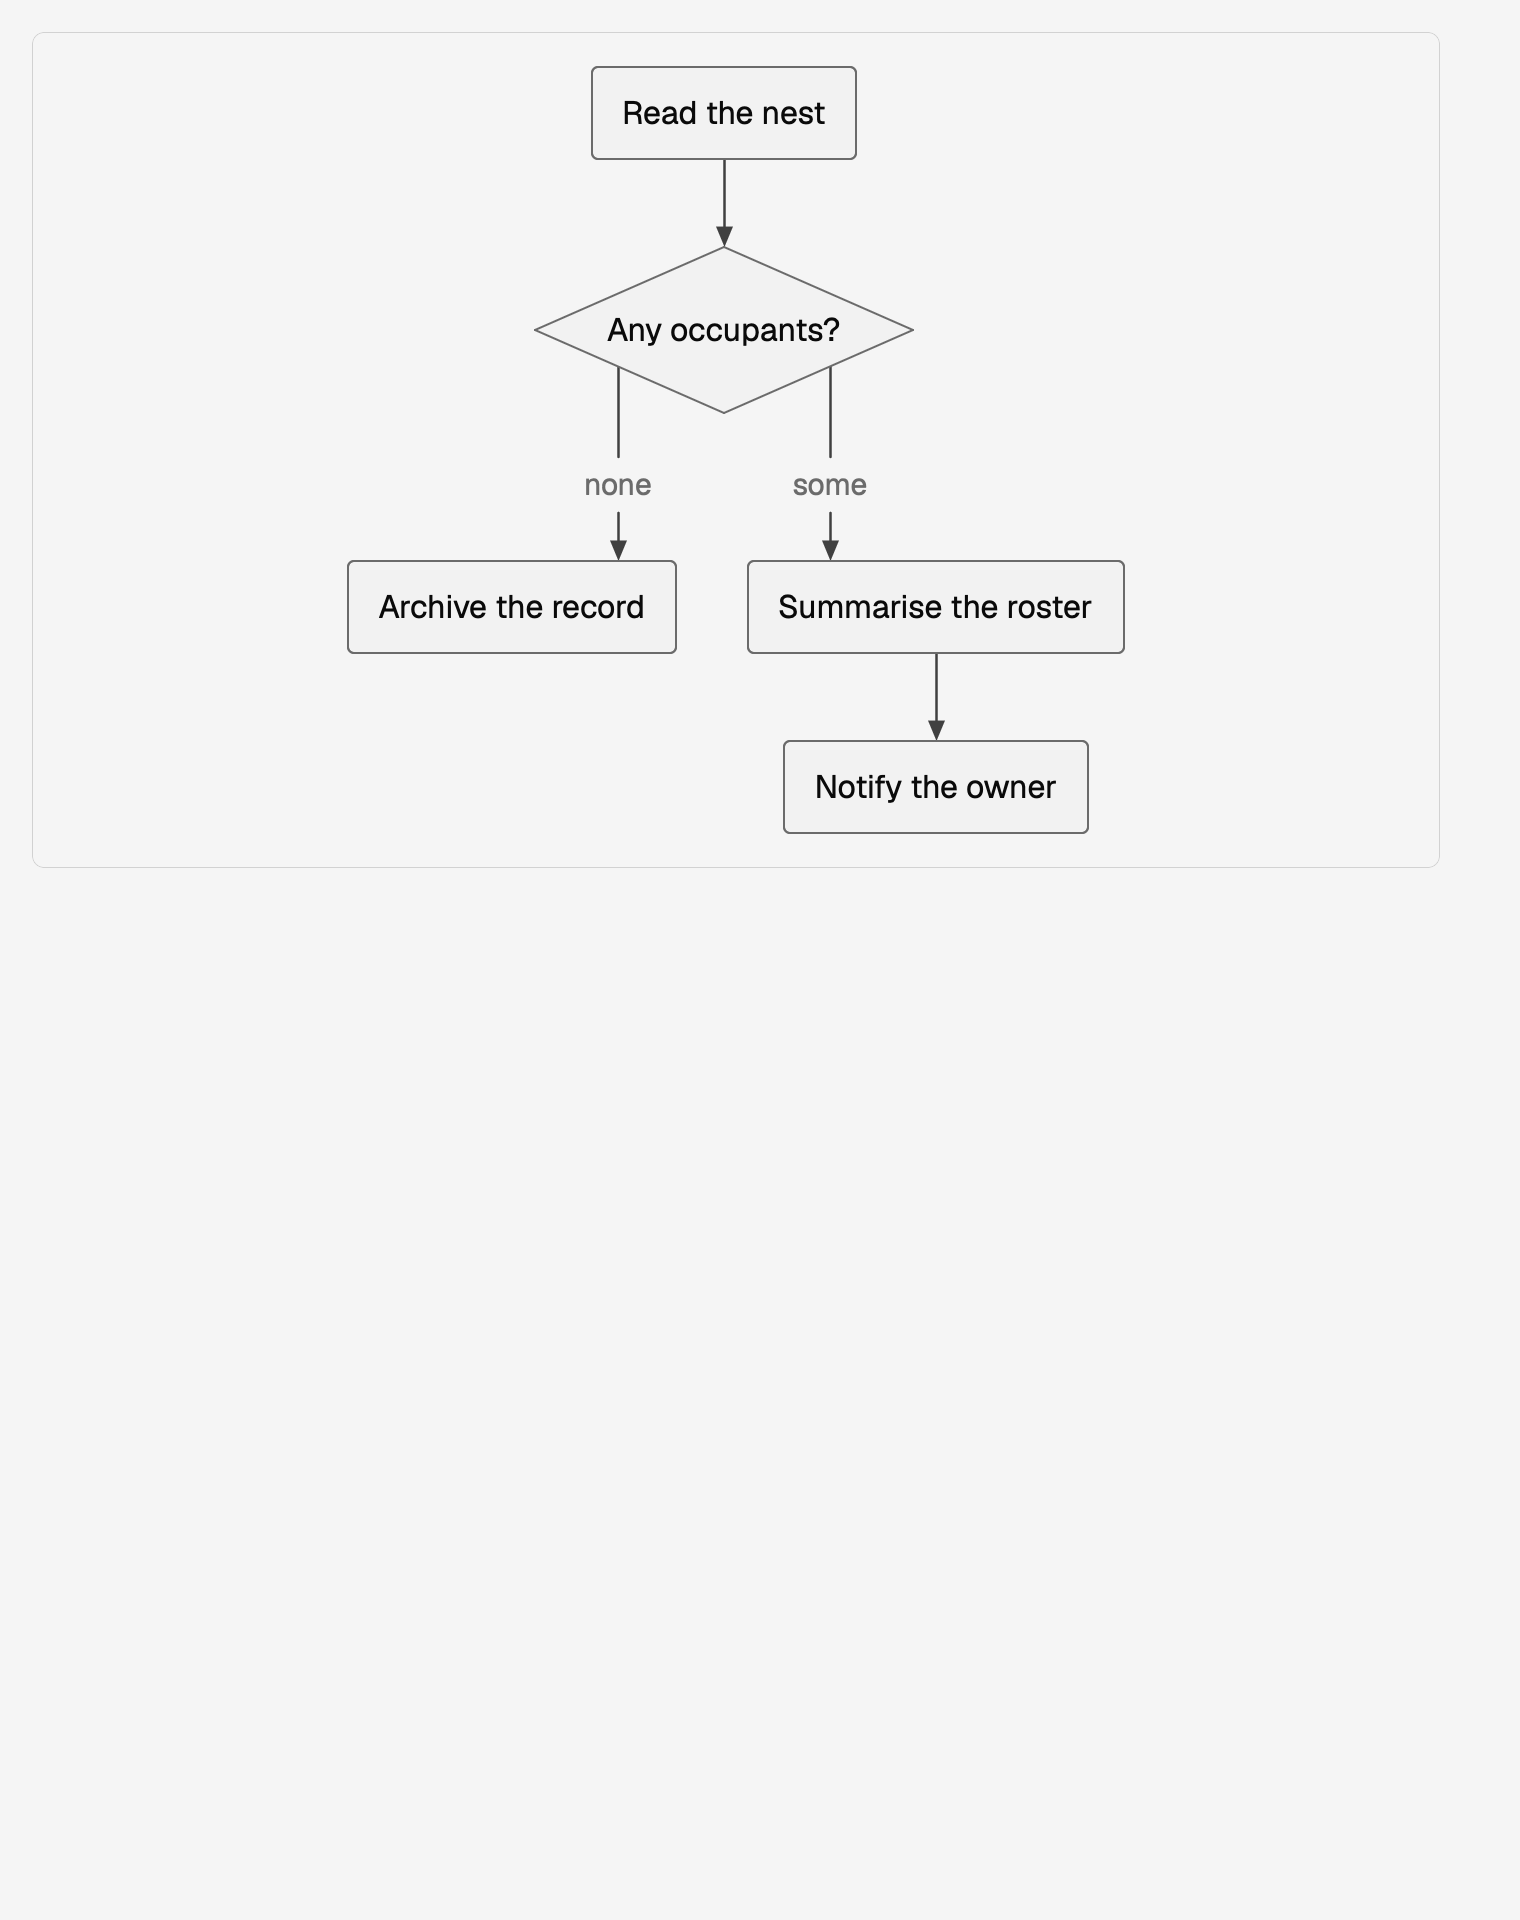 Read the nest
Any occupants?
none
some
Archive the record
Summarise the roster
Notify the owner